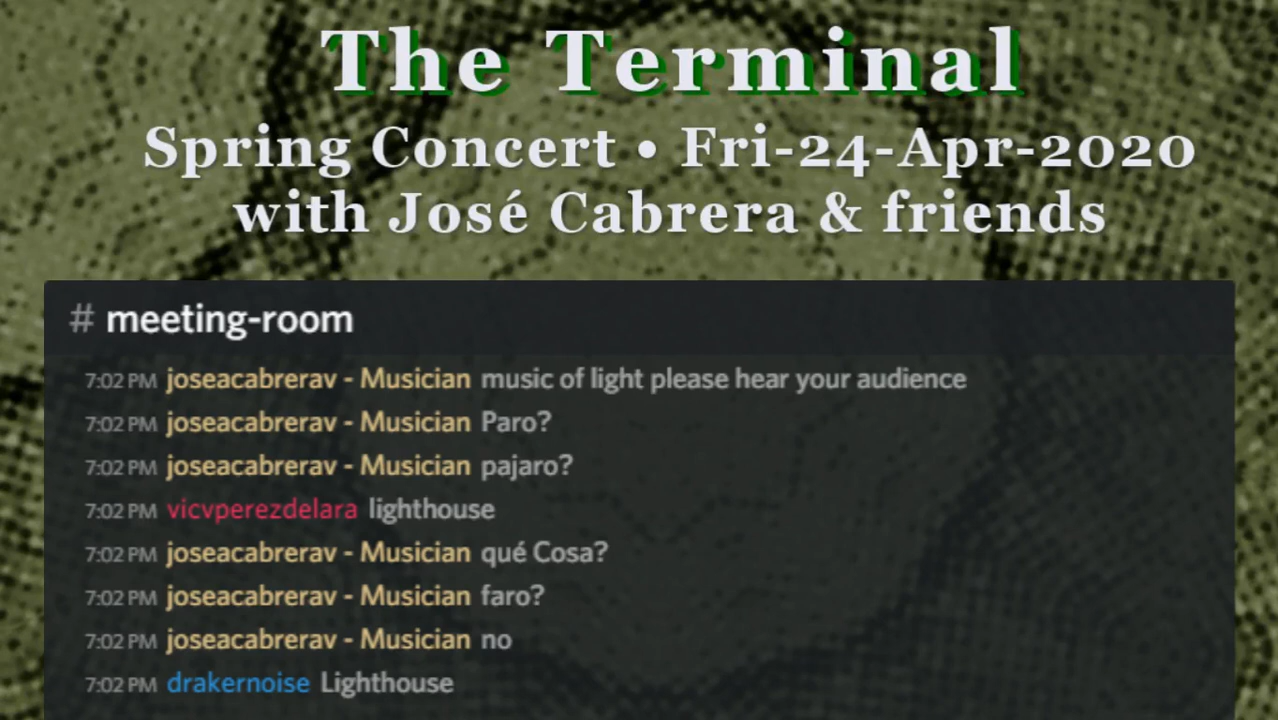 The Terminal
Spring Concert • Fri-24-Apr-2020
with José Cabrera & friends
# meeting-room
7:02 PM joseacabrerav - Musician music of light please hear your audience
7:02 PM joseacabrerav - Musician Paro?
7:02 PM joseacabrerav - Musician pajaro?
7:02 PM vicvperezdelara lighthouse
7:02 PM joseacabrerav - Musician qué Cosa?
7:02 PM joseacabrerav - Musician faro?
7:02 PM joseacabrerav - Musician no
7:02 PM drakernoise Lighthouse